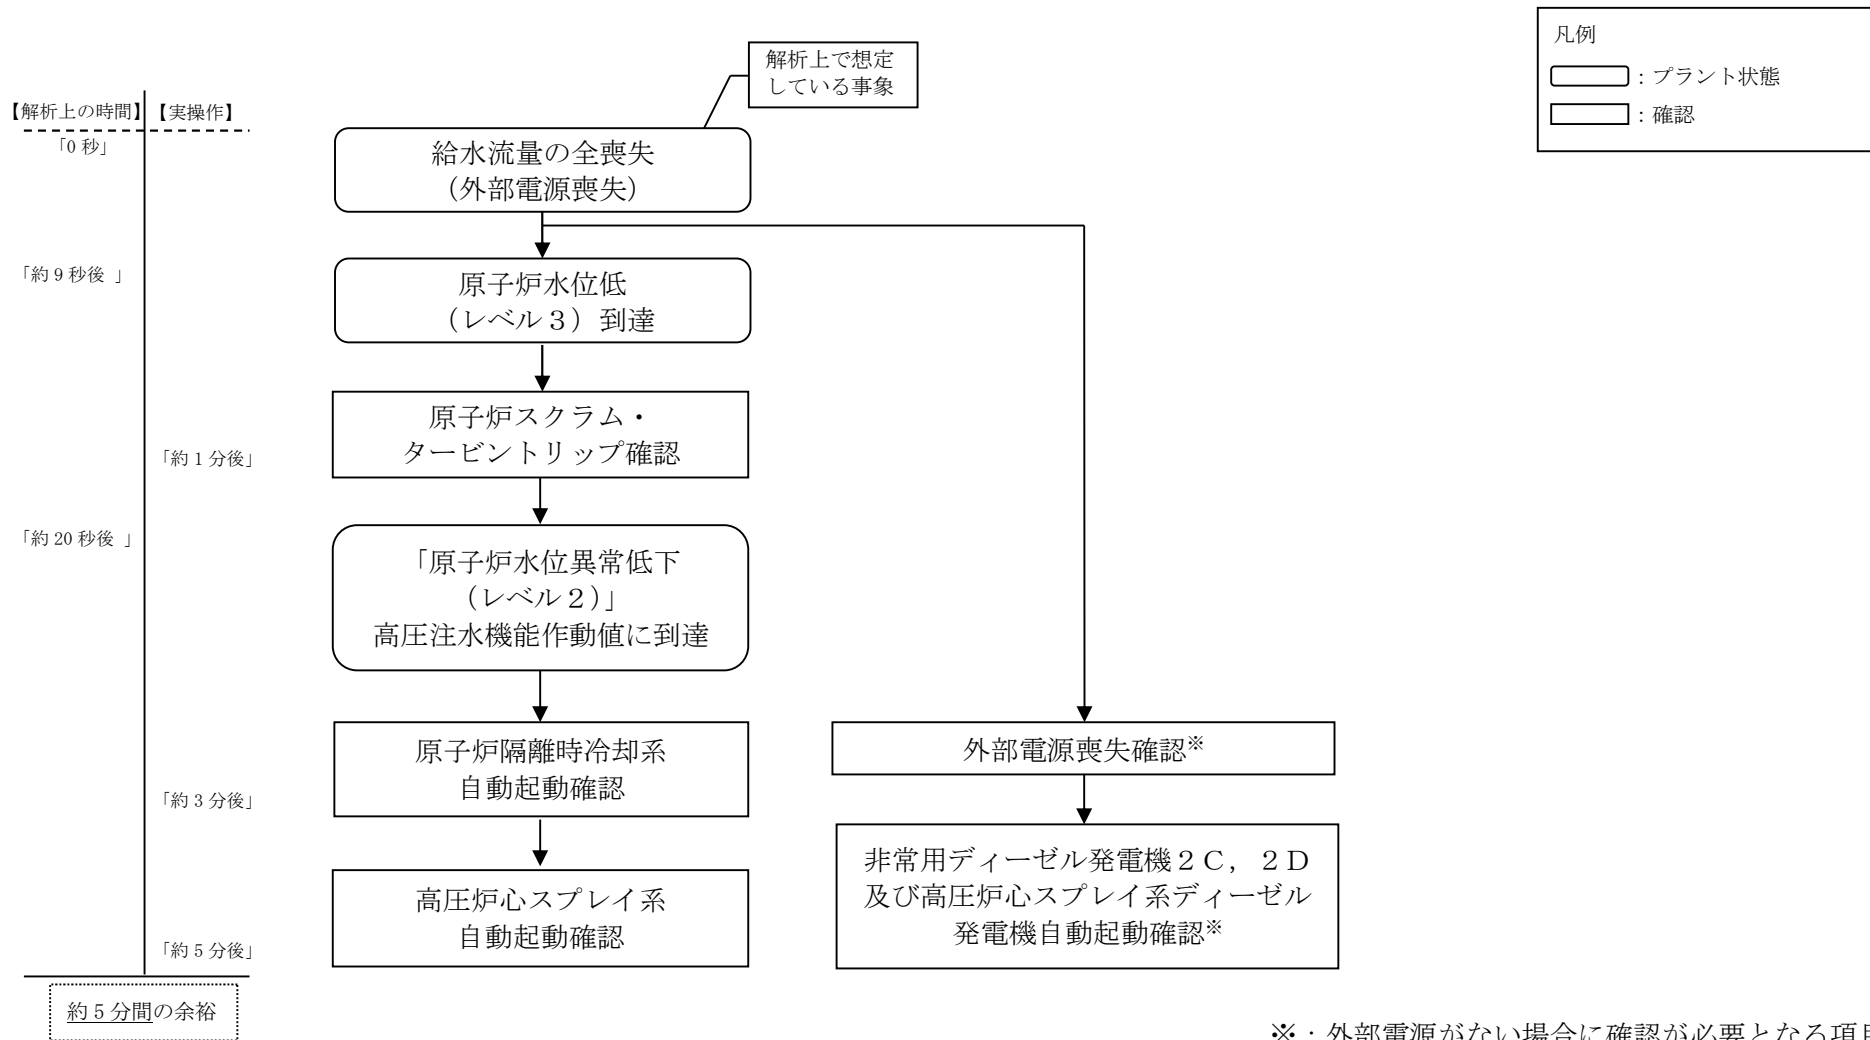 凡例
：プラント状態
：確認
解析上で想定
している事象
【解析上の時間】
【実操作】
「0 秒」
給水流量の全喪失
（外部電源喪失）
「約 9 秒後 」
原子炉水位低
（レベル３）到達
原子炉スクラム・
タービントリップ確認
「約 1 分後」
「約 20 秒後 」
「原子炉水位異常低下
（レベル２）」
高圧注水機能作動値に到達
原子炉隔離時冷却系
自動起動確認
「約 3 分後」
高圧炉心スプレイ系
自動起動確認
「約 5 分後」
外部電源喪失確認※
非常用ディーゼル発電機２Ｃ，２Ｄ
及び高圧炉心スプレイ系ディーゼル
発電機自動起動確認※
約 5 分間の余裕
※：外部電源がない場合に確認が必要となる項目